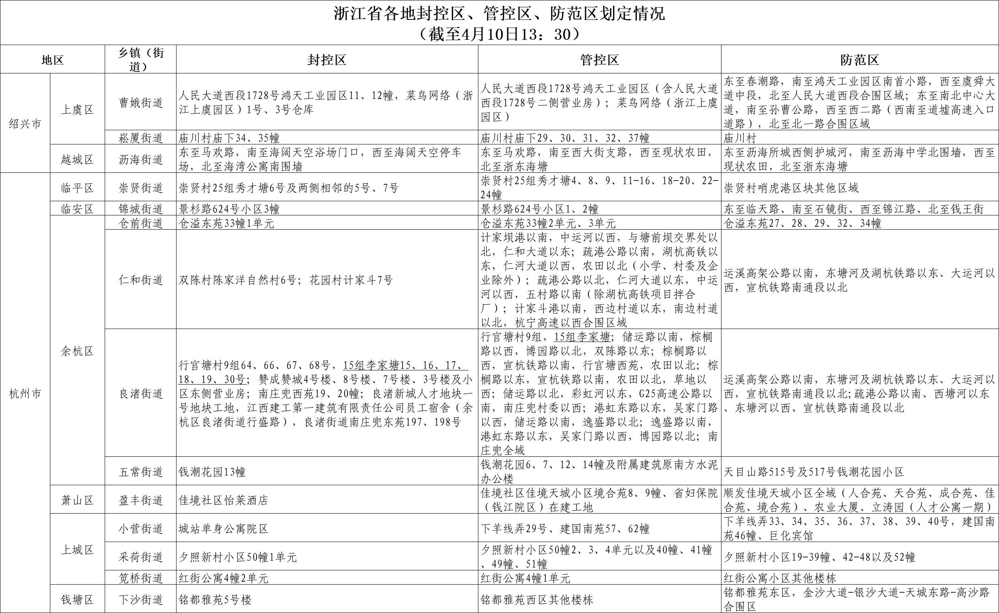 浙江省各地封控区、管控区、防范区划定情况
（截至4月10日13：30）
地区
乡镇（街
道）
封控区
管控区
防范区
绍兴市
上虞区
曹娥街道
人民大道西段1728号鸿天工业园区11、12幢，菜鸟网络（浙
江上虞园区）1号、3号仓库
人民大道西段1728号鸿天工业园区（含人民大道
西段1728号二侧营业房）；菜鸟网络（浙江上虞
园区）
东至春潮路，南至鸿天工业园区南首小路，西至虞舜大
道中段，北至人民大道西段合围区域；东至南北中心大
道，南至孙曹公路，西至西二路（西南至道墟高速入口
道路），北至北一路合围区域
崧厦街道
庙川村庙下34、35幢
庙川村庙下29、30、31、32、37幢
庙川村
越城区
沥海街道
东至马欢路，南至海阔天空浴场门口，西至海阔天空停车
场，北至海湾公寓南围墙
东至马欢路，南至西大街支路，西至现状农田，
北至浙东海塘
东至沥海所城西侧护城河，南至沥海中学北围墙，西至
现状农田，北至浙东海塘
杭州市
临平区
崇贤街道
崇贤村25组秀才塘6号及两侧相邻的5号、7号
崇贤村25组秀才塘4、8、9、11-16、18-20、22-
24幢
崇贤村哨虎港区块其他区域
临安区
锦城街道
景杉路624号小区3幢
景杉路624号小区1、2幢
东至临天路、南至石镜街、西至锦江路、北至钱王街
余杭区
仓前街道
仓溢东苑33幢1单元
仓溢东苑33幢2单元、3单元
仓溢东苑27、28、29、32、34幢
仁和街道
双陈村陈家洋自然村6号；花园村计家斗7号
计家坝港以南，中运河以西，与塘前坝交界处以
北，仁和大道以东；疏港公路以南，湖杭高铁以
东，仁河大道以西，农田以北（小学、村委及企
业除外）；疏港公路以北，仁河大道以东，中运
河以西，五村路以南（除湖杭高铁项目拌合
厂）；计家斗港以南，西边村道以东，南边村道
以北，杭宁高速以西合围区域
运溪高架公路以南，东塘河及湖杭铁路以东、大运河以
西，宣杭铁路南通段以北
良渚街道
行官塘村9组64、66、67、68号，15组李家塘15、16、17、
18、19、30号；赞成赞城4号楼、8号楼、7号楼、3号楼及小
区东侧营业房；南庄兜西苑19、20幢；良渚新城人才地块一
号地块工地，江西建工第一建筑有限责任公司员工宿舍（余
杭区良渚街道行盛路），良渚街道南庄兜东苑197、198号
行官塘村9组，15组李家塘；储运路以南，棕榈
路以西，博园路以北，双陈路以东；棕榈路以
西，宣杭铁路以南，行官塘西苑，农田以北；棕
榈路以东，宣杭铁路以南，农田以北，草地以
西；储运路以北，彩虹河以东，G25高速公路以
南，南庄兜村委以西；港虹东路以东，吴家门路
以西，储运路以南，逸盛路以北；逸盛路以南，
港虹东路以东，吴家门路以西，博园路以北；南
庄兜全域
运溪高架公路以南，东塘河及湖杭铁路以东、大运河以
西，宣杭铁路南通段以北;疏港公路以南、西塘河以东
、东塘河以西、宣杭铁路南通段以北
五常街道
钱潮花园13幢
钱潮花园6、7、12、14幢及附属建筑原南方水泥
办公楼
天目山路515号及517号钱潮花园小区
萧山区
盈丰街道
佳境社区怡莱酒店
佳境社区佳境天城小区境合苑8、9幢、省妇保院
（钱江院区）在建工地
顺发佳境天城小区全域（人合苑、天合苑、成合苑、佳
合苑、境合苑）、农业大厦、立涛园（人才公寓一期）
上城区
小营街道
城站单身公寓院区
下羊线弄29号、建国南苑57、62幢
下羊线弄33、34、35、36、37、38、39、40号，建国南
苑46幢、巨化宾馆
采荷街道
夕照新村小区50幢1单元
夕照新村小区50幢2、3、4单元以及40幢、41幢
、49幢、51幢
夕照新村小区19-39幢、42-48以及52幢
笕桥街道
红街公寓4幢2单元
红街公寓4幢1单元
红街公寓小区其他楼栋
钱塘区
下沙街道
铭都雅苑5号楼
铭都雅苑西区其他楼栋
铭都雅苑东区，金沙大道-银沙大道-天城东路-高沙路
合围区